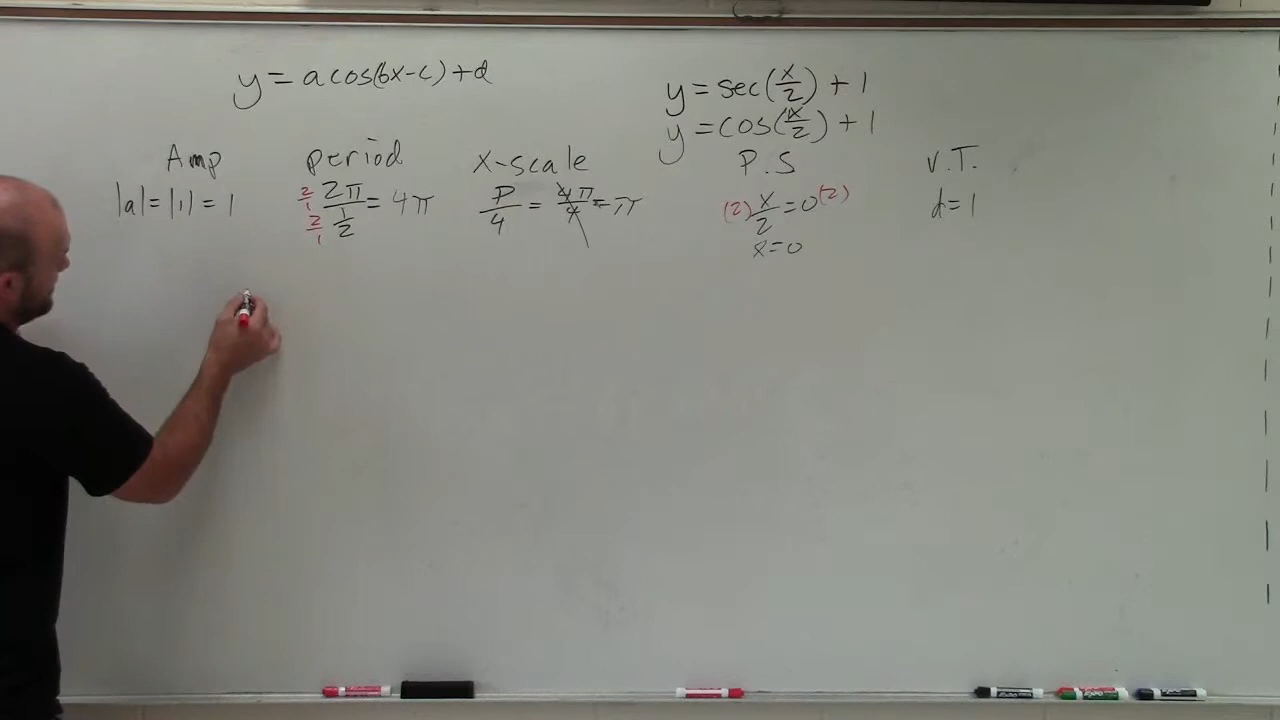 y = a cos(bx-c) + d
y = sec(x/2) + 1
y = cos(x/2) + 1
Amp period x-scale P.S V.T.
|a| = |1| = 1
2/1 2π / 1/2 2/1 = 4π
P/4 = 4π/4 = π
(2) x/2 = 0 (2)
x = 0
d = 1